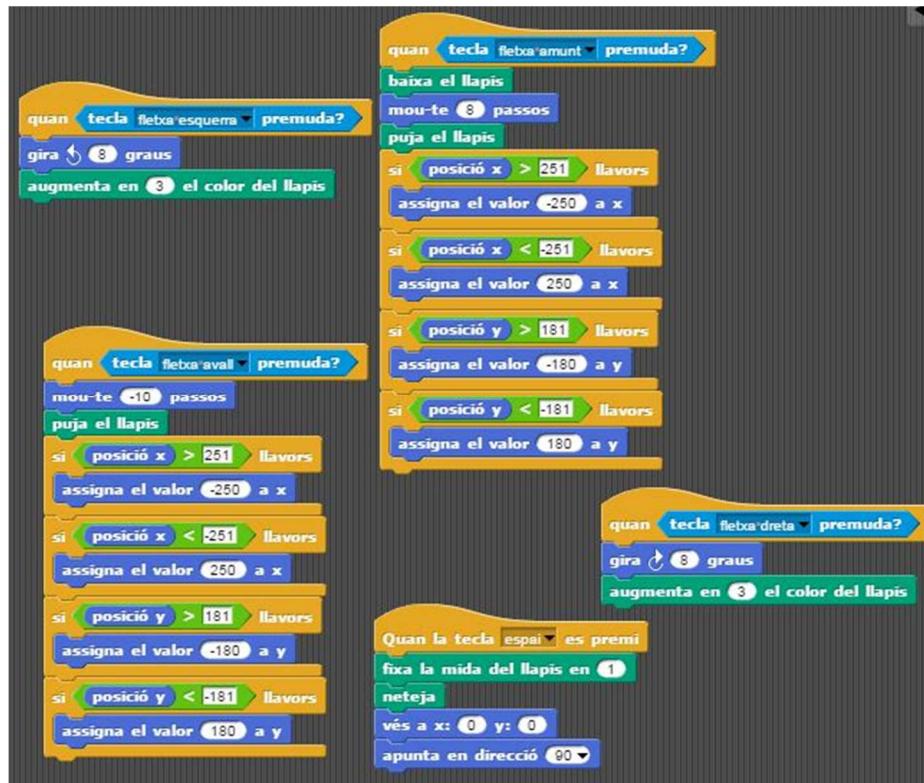 quan tecla fletxa*esquerra premuda?
gira 8 graus
augmenta en 3 el color del llapis
quan tecla fletxa*amunt premuda?
baixa el llapis
mou-te 8 passos
puja el llapis
si posició x > 251 llavors
assigna el valor -250 a x
si posició x < -251 llavors
assigna el valor 250 a x
si posició y > 181 llavors
assigna el valor -180 a y
si posició y < -181 llavors
assigna el valor 180 a y
quan tecla fletxa*avall premuda?
mou-te -10 passos
puja el llapis
si posició x > 251 llavors
assigna el valor -250 a x
si posició x < -251 llavors
assigna el valor 250 a x
si posició y > 181 llavors
assigna el valor -180 a y
si posició y < -181 llavors
assigna el valor 180 a y
quan tecla fletxa*dreta premuda?
gira 8 graus
augmenta en 3 el color del llapis
Quan la tecla espai es premi
fixa la mida del llapis en 1
neteja
vés a x: 0 y: 0
apunta en direcció 90